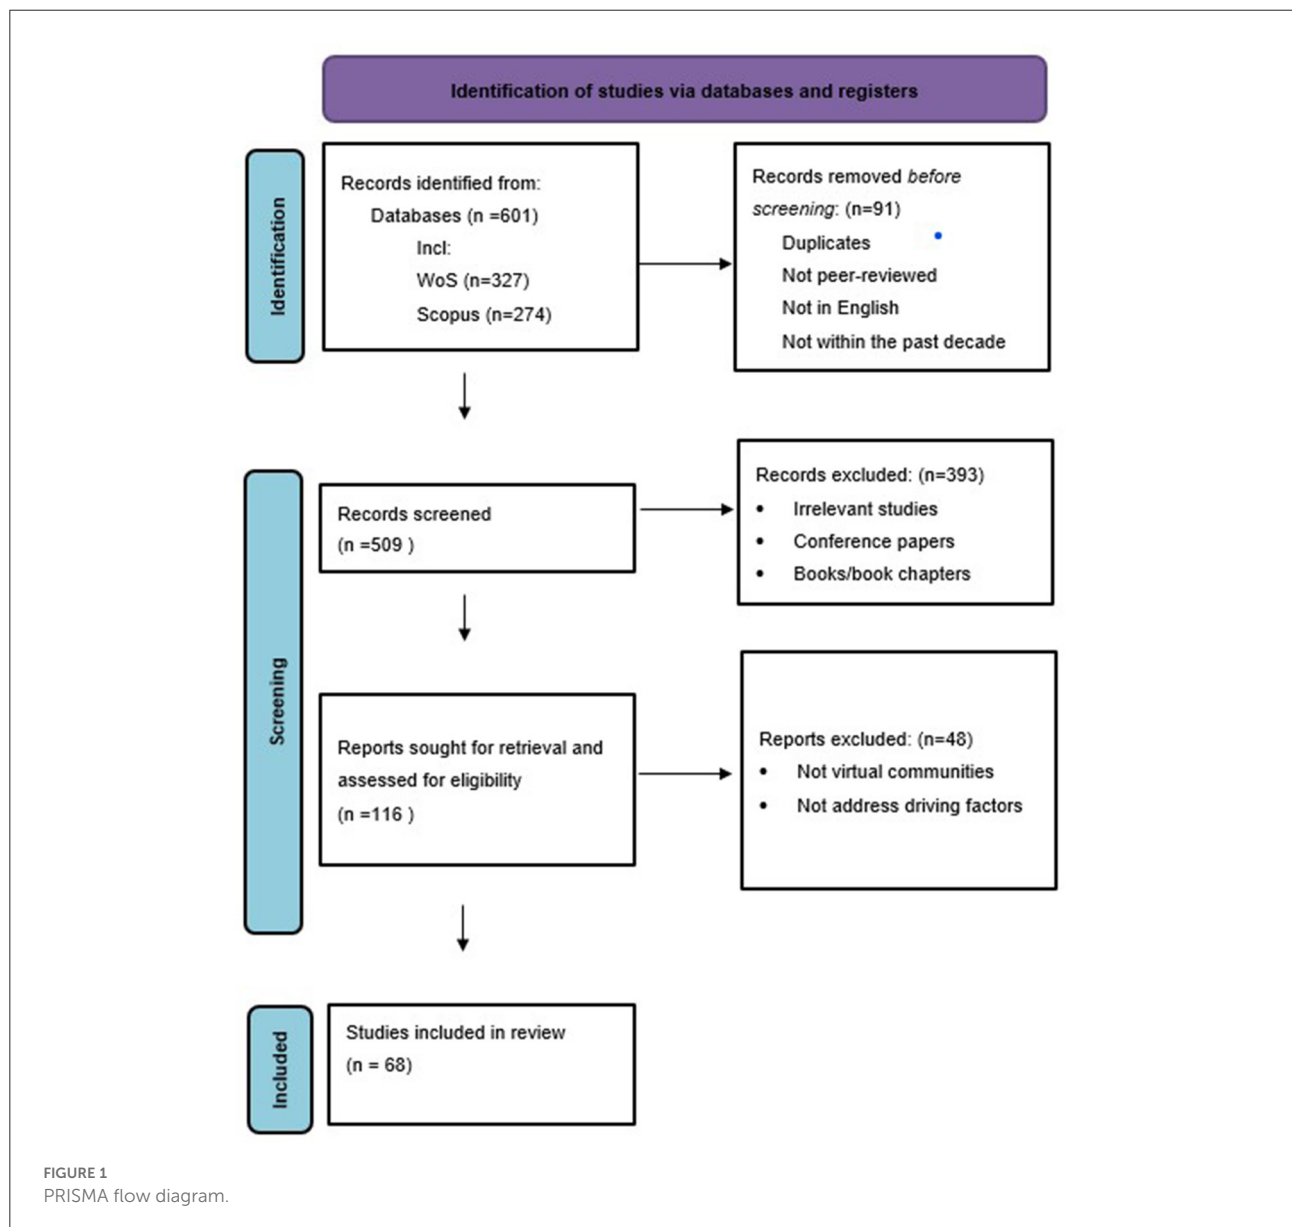 Identification of studies via databases and registers
Identification
Records identified from:
Databases (n =601)
Incl:
WoS (n=327)
Scopus (n=274)
Records removed before
screening: (n=91)
Duplicates
Not peer-reviewed
Not in English
Not within the past decade
Screening
Records screened
(n =509 )
Records excluded: (n=393)
• Irrelevant studies
• Conference papers
• Books/book chapters
Reports sought for retrieval and
assessed for eligibility
(n =116 )
Reports excluded: (n=48)
• Not virtual communities
• Not address driving factors
Included
Studies included in review
(n = 68)
FIGURE 1
PRISMA flow diagram.